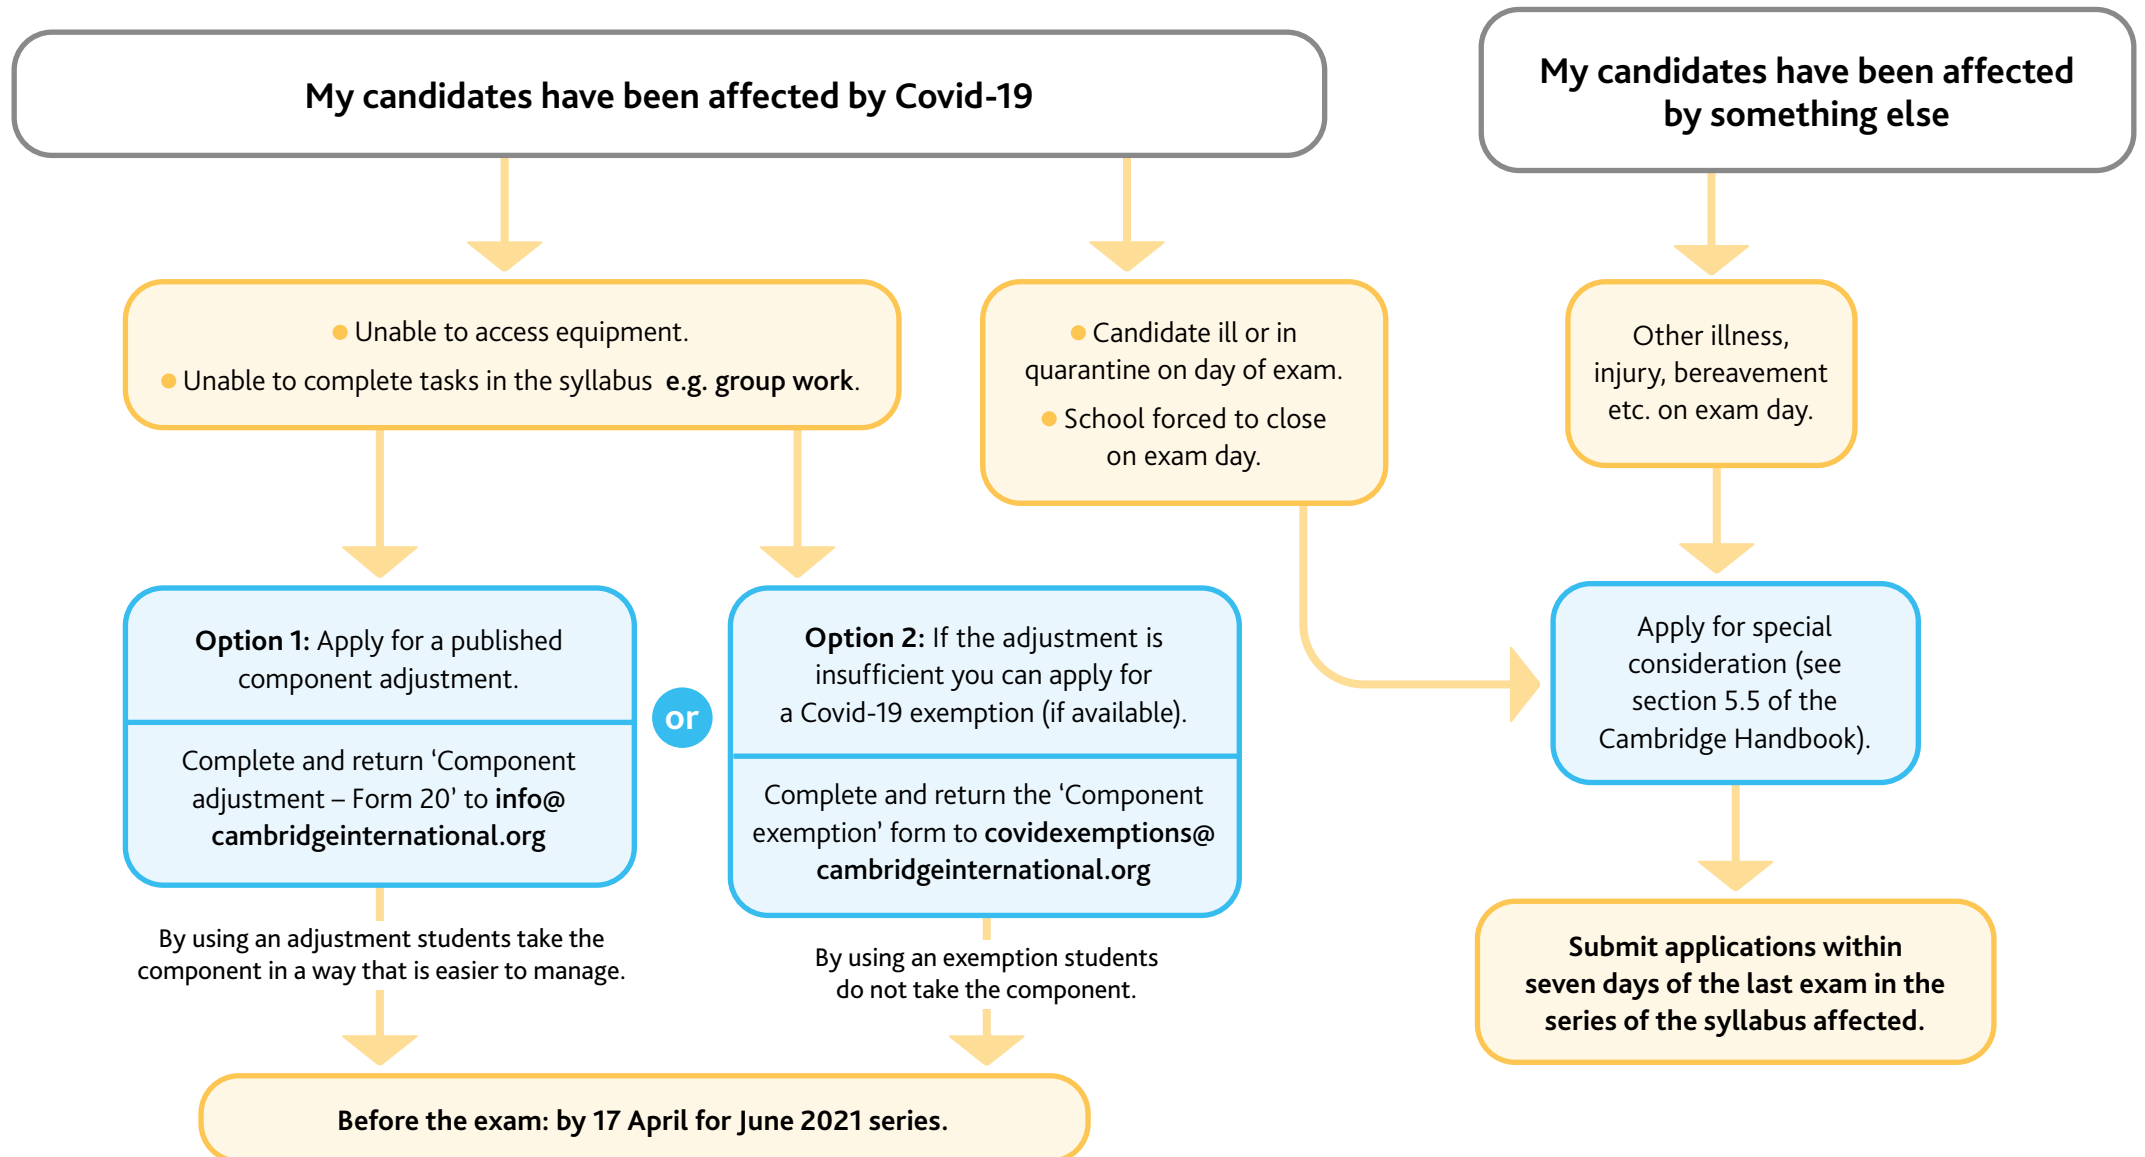 My candidates have been affected by Covid-19
My candidates have been affected
by something else
● Unable to access equipment.
● Unable to complete tasks in the syllabus e.g. group work.
● Candidate ill or in
quarantine on day of exam.
● School forced to close
on exam day.
Other illness,
injury, bereavement
etc. on exam day.
Option 1: Apply for a published
component adjustment.
Complete and return ‘Component
adjustment – Form 20’ to info@
cambridgeinternational.org
or
Option 2: If the adjustment is
insufficient you can apply for
a Covid-19 exemption (if available).
Complete and return the ‘Component
exemption’ form to covidexemptions@
cambridgeinternational.org
Apply for special
consideration (see
section 5.5 of the
Cambridge Handbook).
By using an adjustment students take the
component in a way that is easier to manage.
By using an exemption students
do not take the component.
Submit applications within
seven days of the last exam in the
series of the syllabus affected.
Before the exam: by 17 April for June 2021 series.